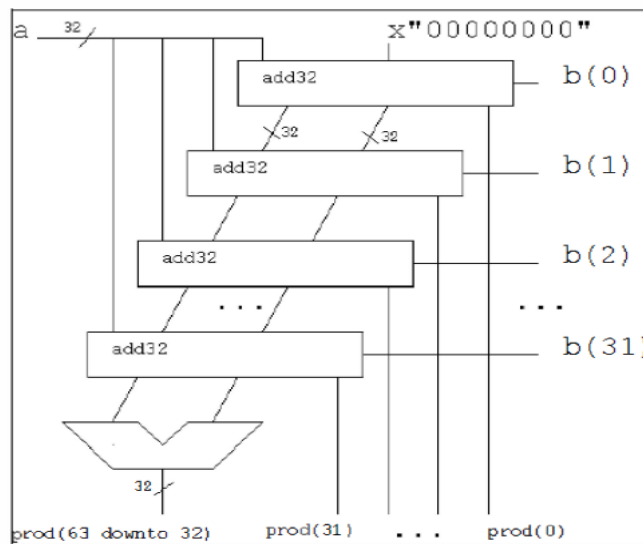 a 32 x"00000000"
add32 b(0)
32 32
add32 b(1)
add32 b(2)
... ...
add32 b(31)
32
prod(63 downto 32) prod(31) ... prod(0)